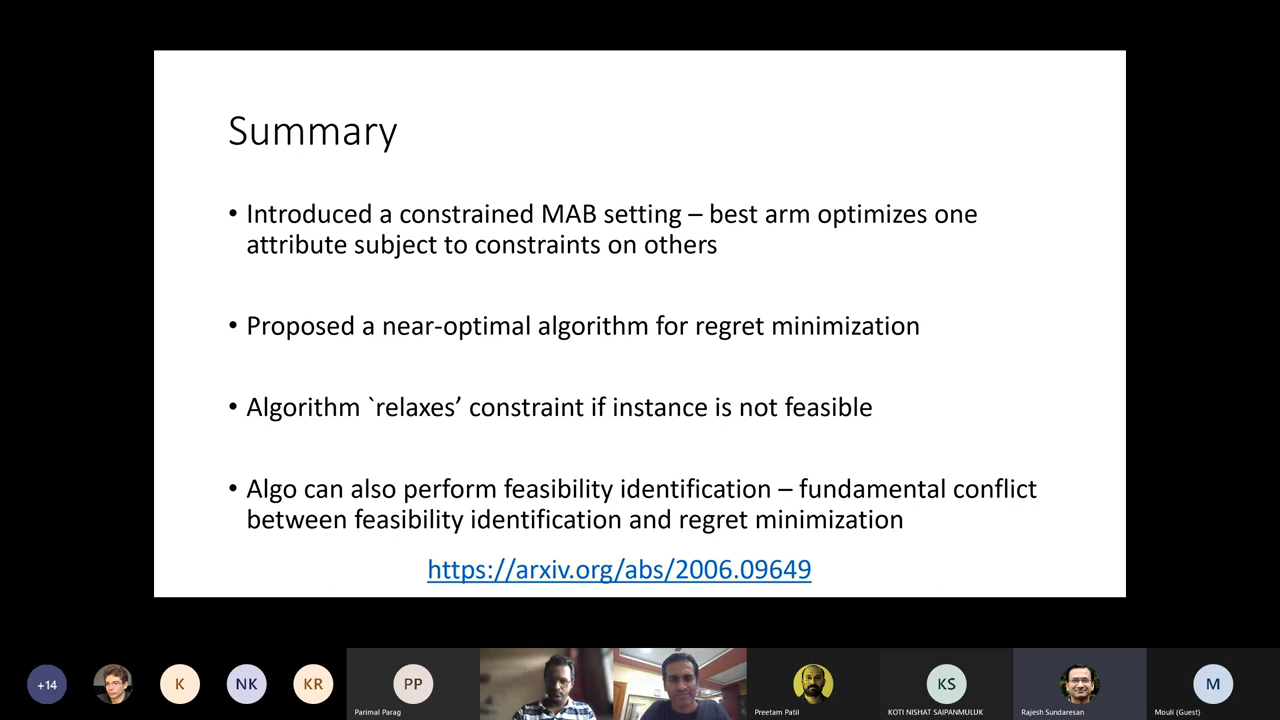 Summary
• Introduced a constrained MAB setting – best arm optimizes one
attribute subject to constraints on others
• Proposed a near-optimal algorithm for regret minimization
• Algorithm `relaxes’ constraint if instance is not feasible
• Algo can also perform feasibility identification – fundamental conflict
between feasibility identification and regret minimization
https://arxiv.org/abs/2006.09649
+14
K
NK
KR
PP
Parimal Parag
Preetam Patil
KS
KOTI NISHAT SAIPANMULUK
Rajesh Sundaresan
M
Mouli (Guest)